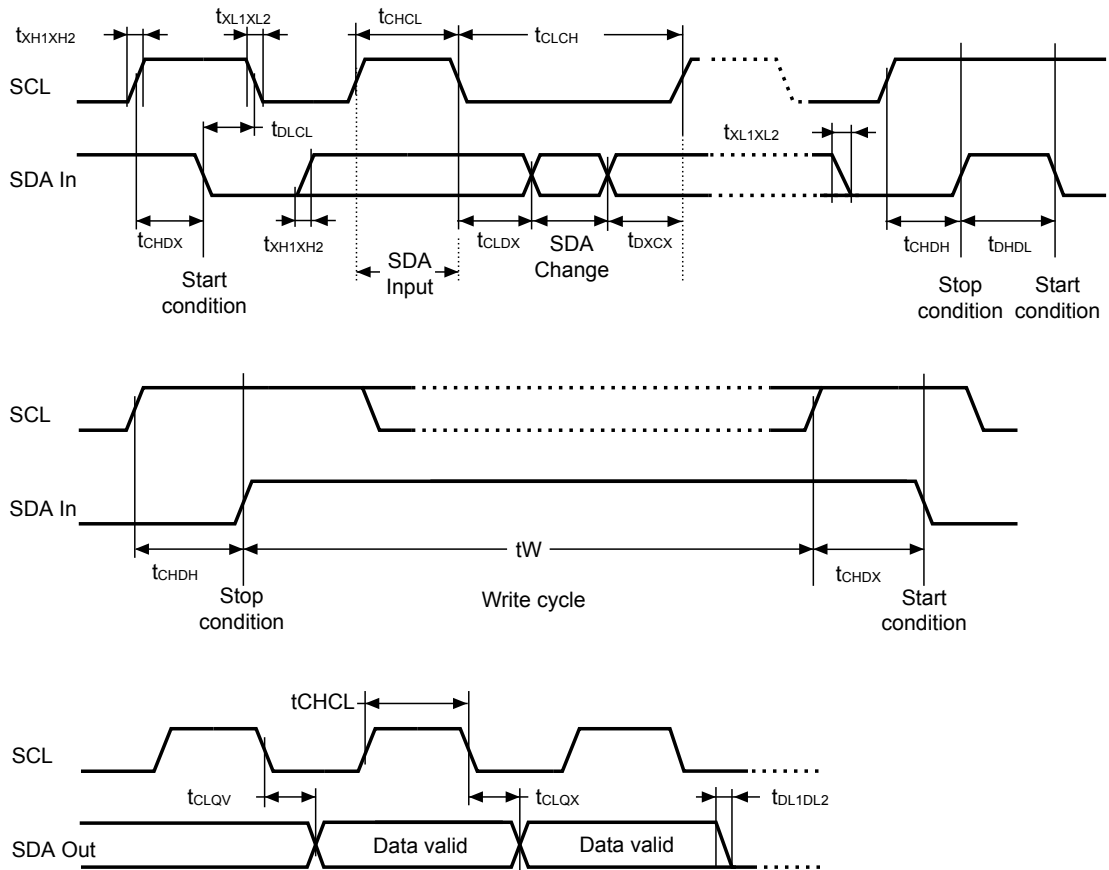 tXH1XH2
tXL1XL2
tCHCL
tCLCH
SCL
tDLCL
tXL1XL2
SDA In
tCHDX
tXH1XH2
tCLDX
tDXCX
tCHDH
tDHDL
SDA
Input
SDA
Change
Start
condition
Stop
condition
Start
condition
SCL
SDA In
tCHDH
tW
tCHDX
Stop
condition
Write cycle
Start
condition
tCHCL
SCL
tCLQV
tCLQX
tDL1DL2
SDA Out
Data valid
Data valid